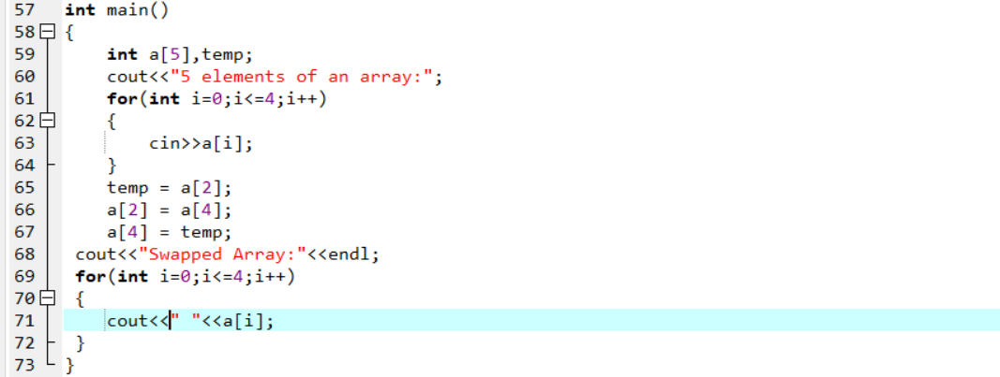 57 int main()
58 {
59 int a[5],temp;
60 cout<<"5 elements of an array:";
61 for(int i=0;i<=4;i++)
62 {
63 cin>>a[i];
64 }
65 temp = a[2];
66 a[2] = a[4];
67 a[4] = temp;
68 cout<<"Swapped Array:"<<endl;
69 for(int i=0;i<=4;i++)
70 {
71 cout<<" "<<a[i];
72 }
73 }